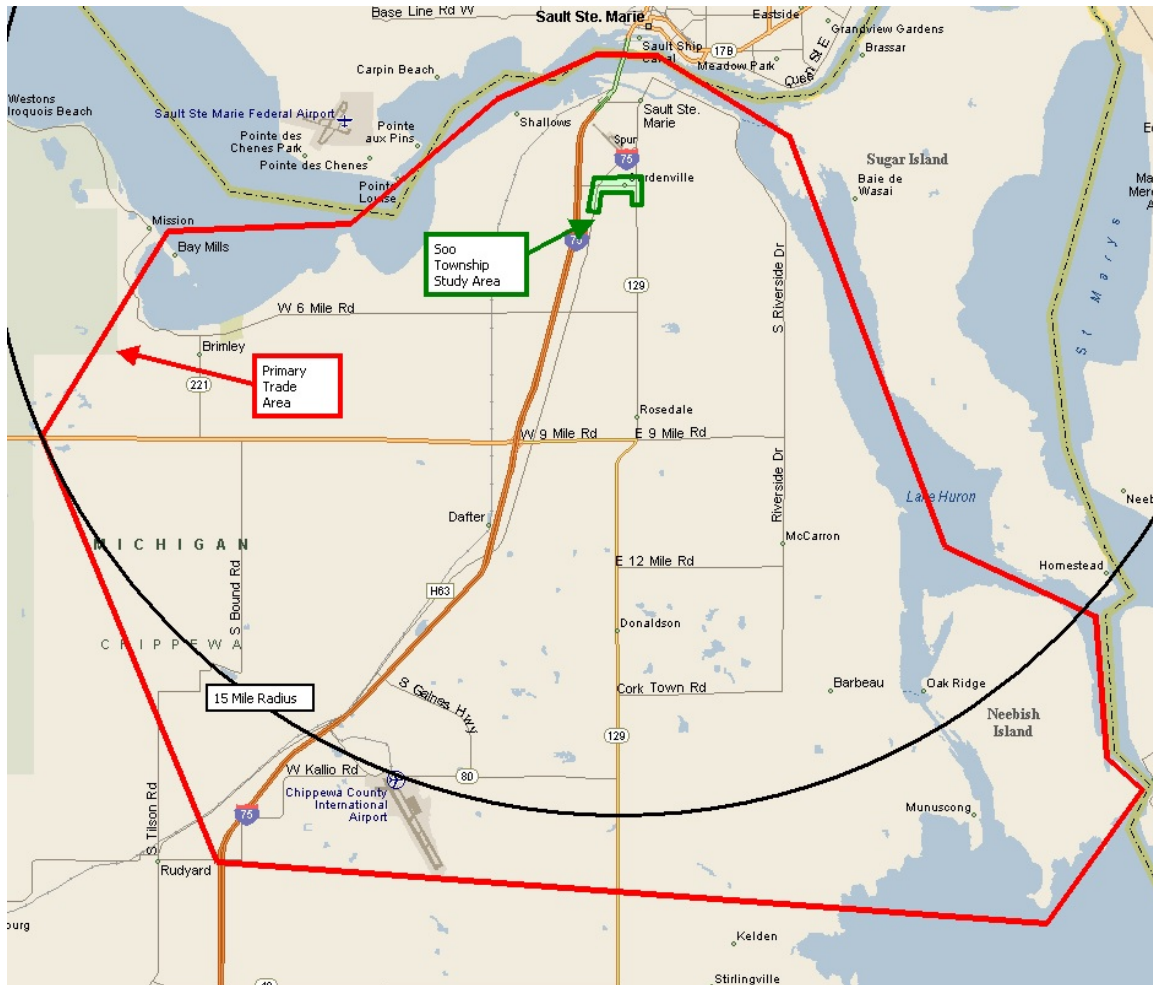 Base Line Rd W
Sault Ste. Marie
Eastside
Grandview Gardens
Brassar
Sault Ship
Canal
17B
Meadow Park
Queen St E
Carpin Beach
Westons
Iroquois Beach
Sault Ste Marie Federal Airport
Shallows
Sault Ste.
Marie
Pointe des
Chenes Park
Pointe
aux Pins
Pointe des Chenes
Spur
75
Sugar Island
Baie de
Wasai
Pointe
Louise
Mission
Bay Mills
Soo
Township
Study Area
75
129
S Riverside Dr
St Marys
W 6 Mile Rd
Brimley
221
Primary
Trade
Area
Rosedale
W 9 Mile Rd
E 9 Mile Rd
Riverside Dr
Lake Huron
Dafter
McCarron
MICHIGAN
S Bound Rd
E 12 Mile Rd
Homestead
H63
CHIPPEWA
Donaldson
15 Mile Radius
S Gaines Hwy
Cork Town Rd
Barbeau
Oak Ridge
Neebish
Island
129
W Kallio Rd
80
Chippewa County
International
Airport
75
S Tilson Rd
Munuscong
Rudyard
Kelden
Stirlingville